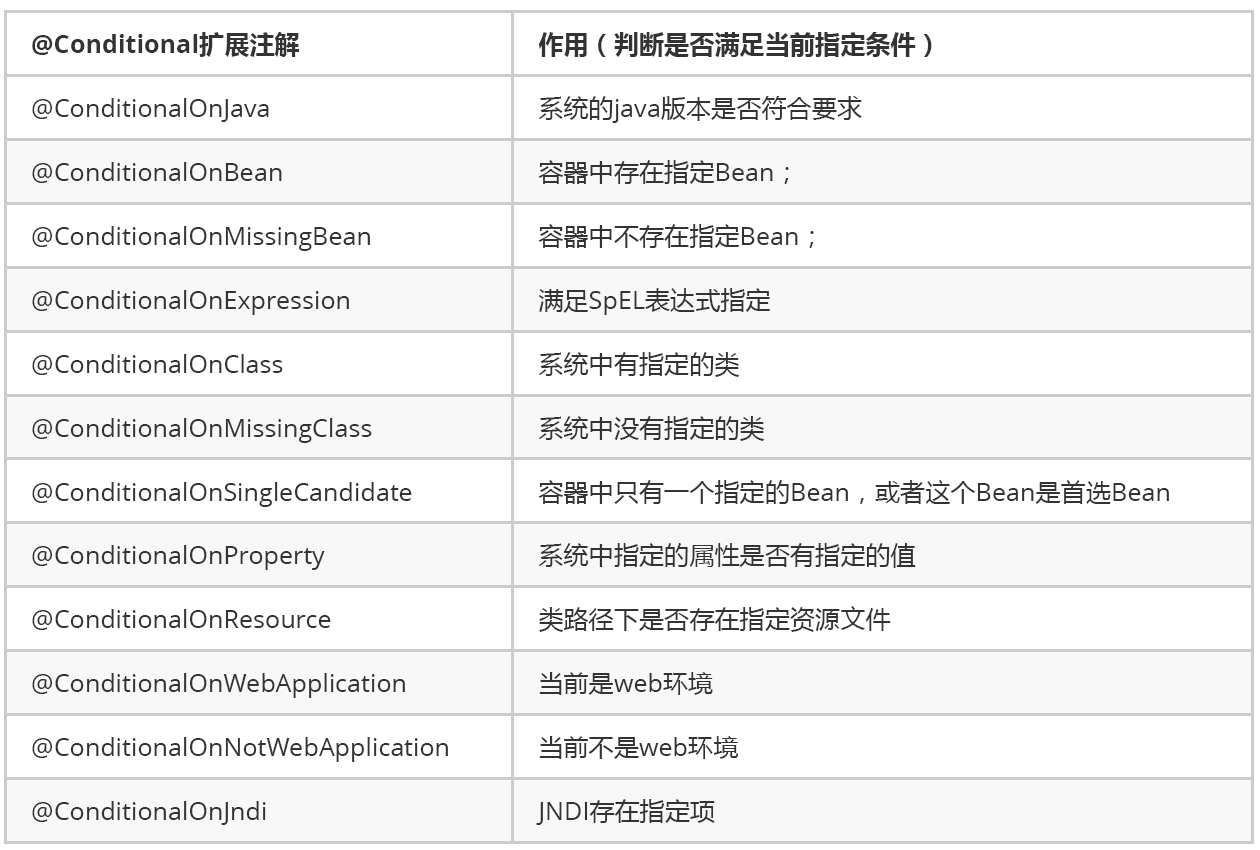 @Conditional扩展注解 作用（判断是否满足当前指定条件）
@ConditionalOnJava 系统的java版本是否符合要求
@ConditionalOnBean 容器中存在指定Bean；
@ConditionalOnMissingBean 容器中不存在指定Bean；
@ConditionalOnExpression 满足SpEL表达式指定
@ConditionalOnClass 系统中有指定的类
@ConditionalOnMissingClass 系统中没有指定的类
@ConditionalOnSingleCandidate 容器中只有一个指定的Bean，或者这个Bean是首选Bean
@ConditionalOnProperty 系统中指定的属性是否有指定的值
@ConditionalOnResource 类路径下是否存在指定资源文件
@ConditionalOnWebApplication 当前是web环境
@ConditionalOnNotWebApplication 当前不是web环境
@ConditionalOnJndi JNDI存在指定项